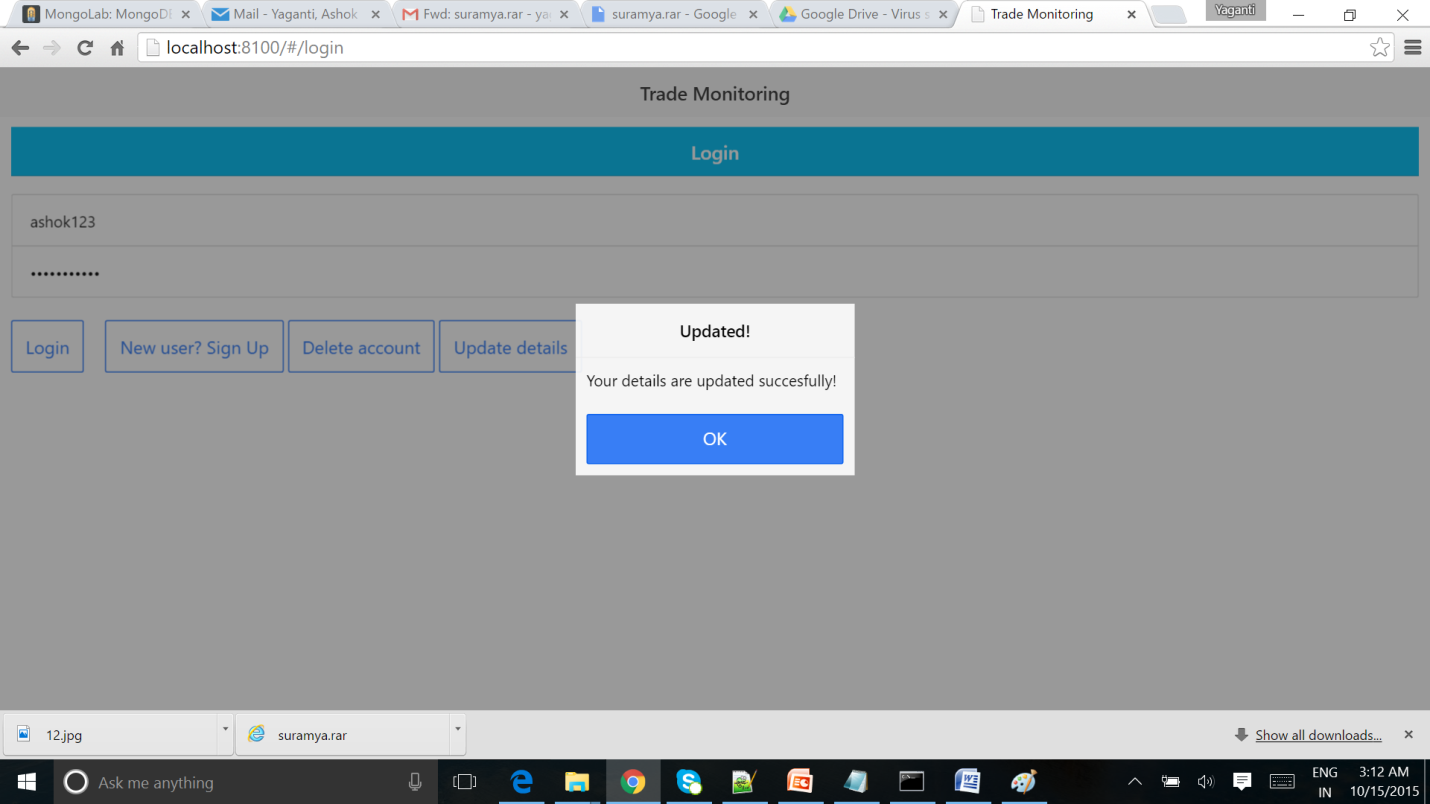 MongoLab: MongoD
Mail - Yaganti, Ashok
Fwd: suramya.rar - ya
suramya.rar - Google
Google Drive - Virus s
Trade Monitoring
Yaganti
localhost:8100/#/login
Trade Monitoring
Login
ashok123
•••••••••••
Login
New user? Sign Up
Delete account
Update details
Updated!
Your details are updated succesfully!
OK
12.jpg
suramya.rar
Show all downloads...
Ask me anything
ENG
IN
3:12 AM
10/15/2015